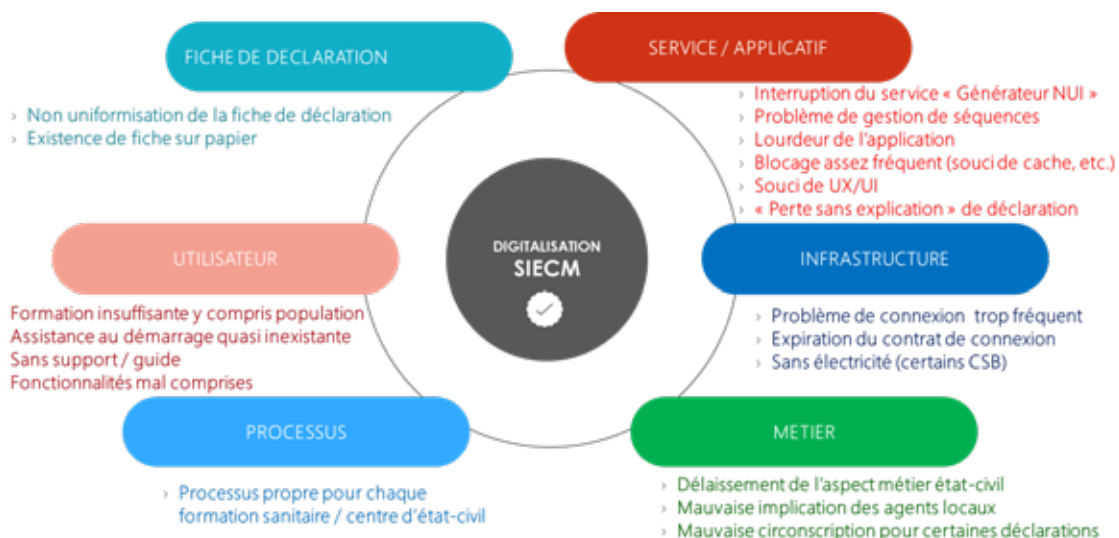 FICHE DE DECLARATION
› Non uniformisation de la fiche de déclaration
› Existence de fiche sur papier
SERVICE / APPLICATIF
› Interruption du service « Générateur NUI »
› Problème de gestion de séquences
› Lourdeur de l'application
› Blocage assez fréquent (souci de cache, etc.)
› Souci de UX/UI
› « Perte sans explication » de déclaration
DIGITALISATION
SIECM
UTILISATEUR
Formation insuffisante y compris population
Assistance au démarrage quasi inexistante
Sans support / guide
Fonctionnalités mal comprises
INFRASTRUCTURE
› Problème de connexion trop fréquent
› Expiration du contrat de connexion
› Sans électricité (certains CSB)
PROCESSUS
› Processus propre pour chaque
formation sanitaire / centre d'état-civil
METIER
› Délaissement de l'aspect métier état-civil
› Mauvaise implication des agents locaux
› Mauvaise circonscription pour certaines déclarations